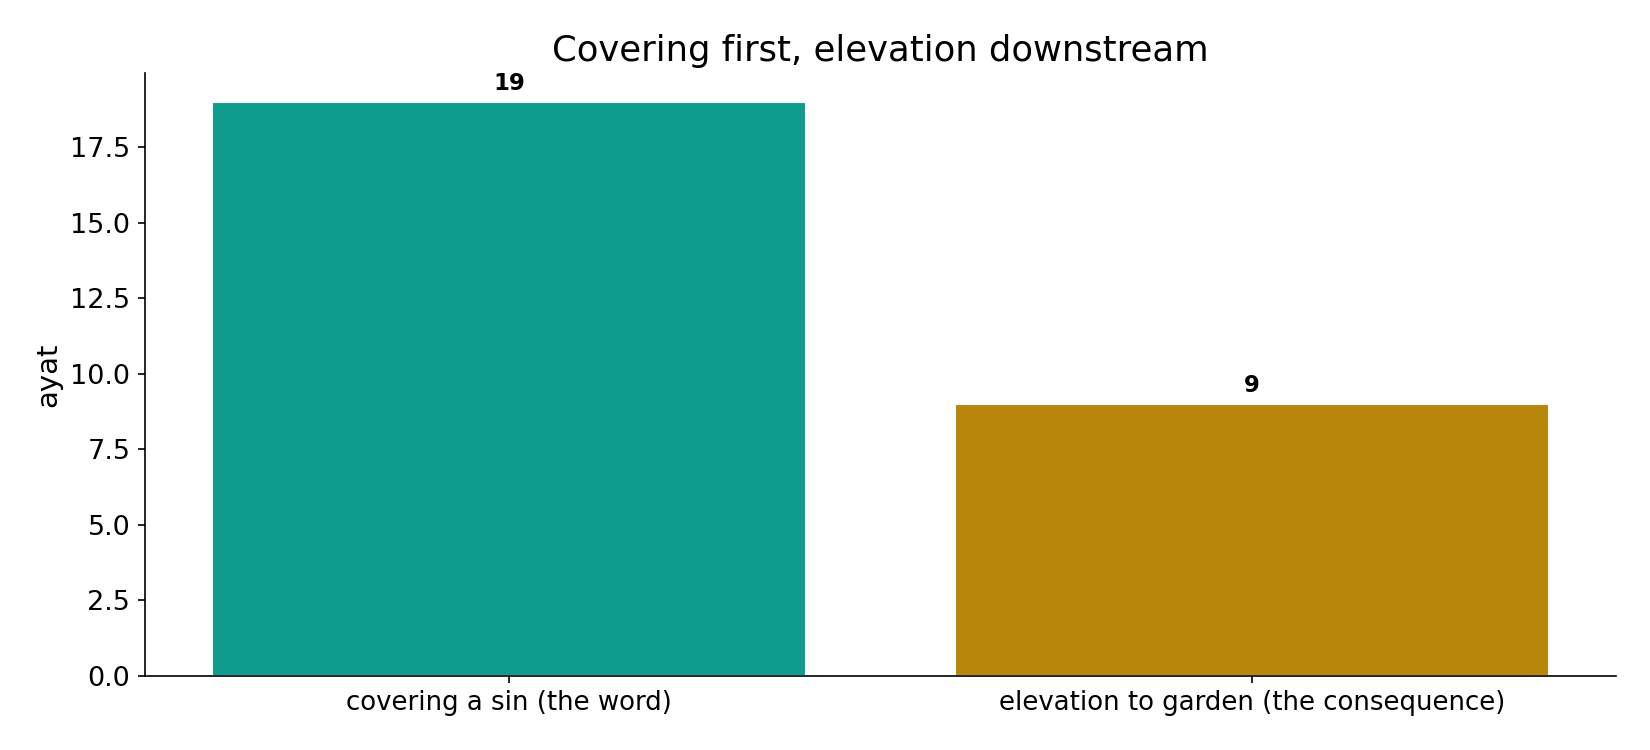 Covering first, elevation downstream
19
17.5
15.0
12.5
10.0
9
7.5
5.0
2.5
0.0
ayat
covering a sin (the word)
elevation to garden (the consequence)